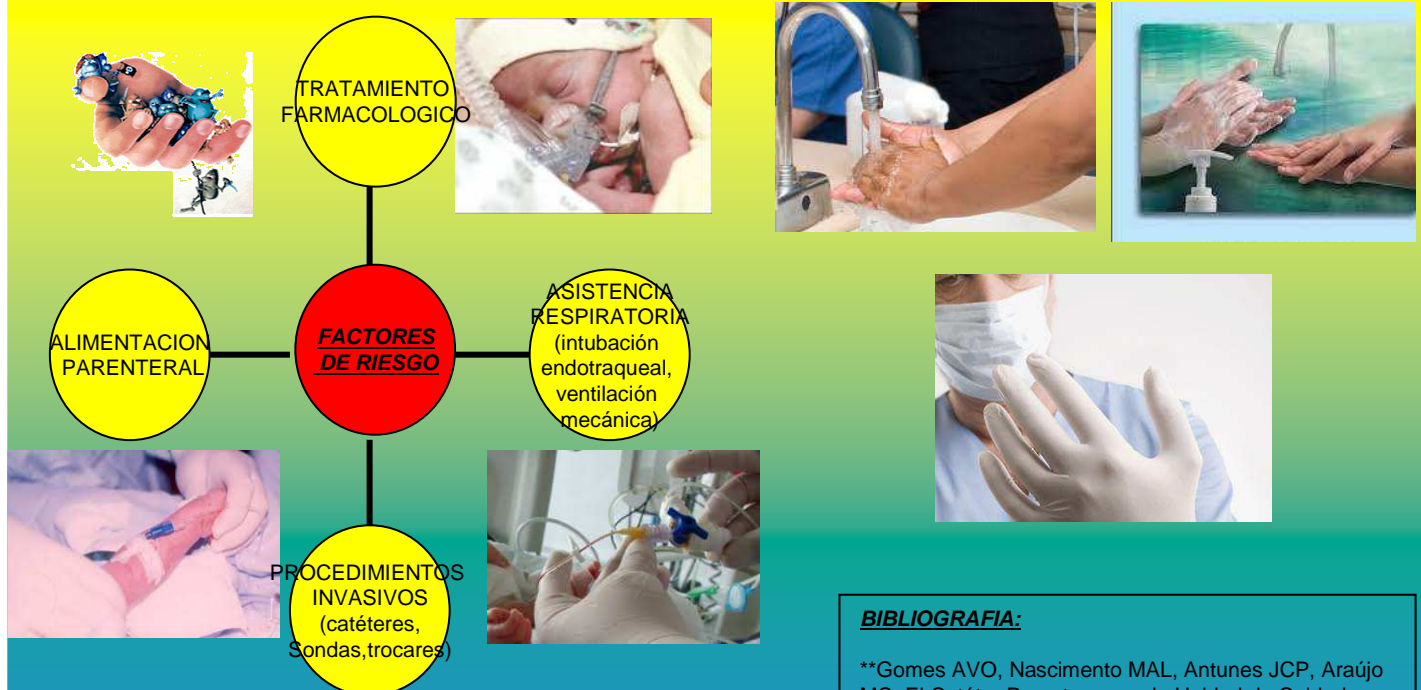 TRATAMIENTO
FARMACOLOGICO
ALIMENTACION
PARENTERAL
FACTORES
DE RIESGO
ASISTENCIA
RESPIRATORIA
(intubación
endotraqueal,
ventilación
mecánica)
PROCEDIMIENTOS
INVASIVOS
(catéteres,
Sondas,trocares)
BIBLIOGRAFIA:
**Gomes AVO, Nascimento MAL, Antunes JCP, Araújo